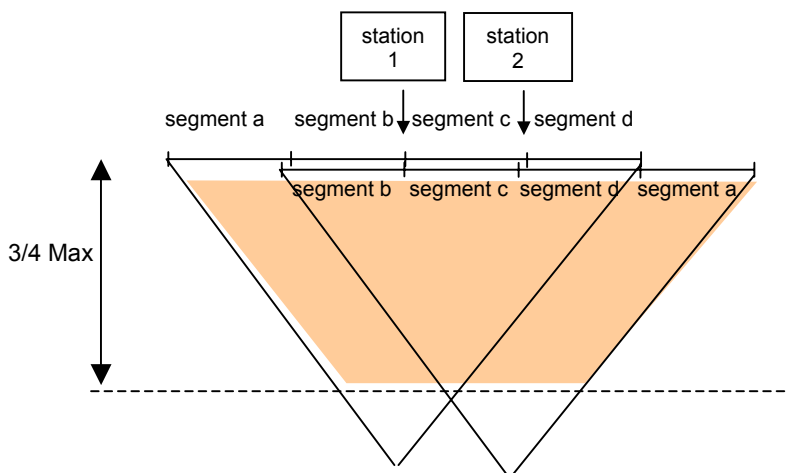 station
1
station
2
segment a
segment b
segment c
segment d
segment b
segment c
segment d
segment a
3/4 Max